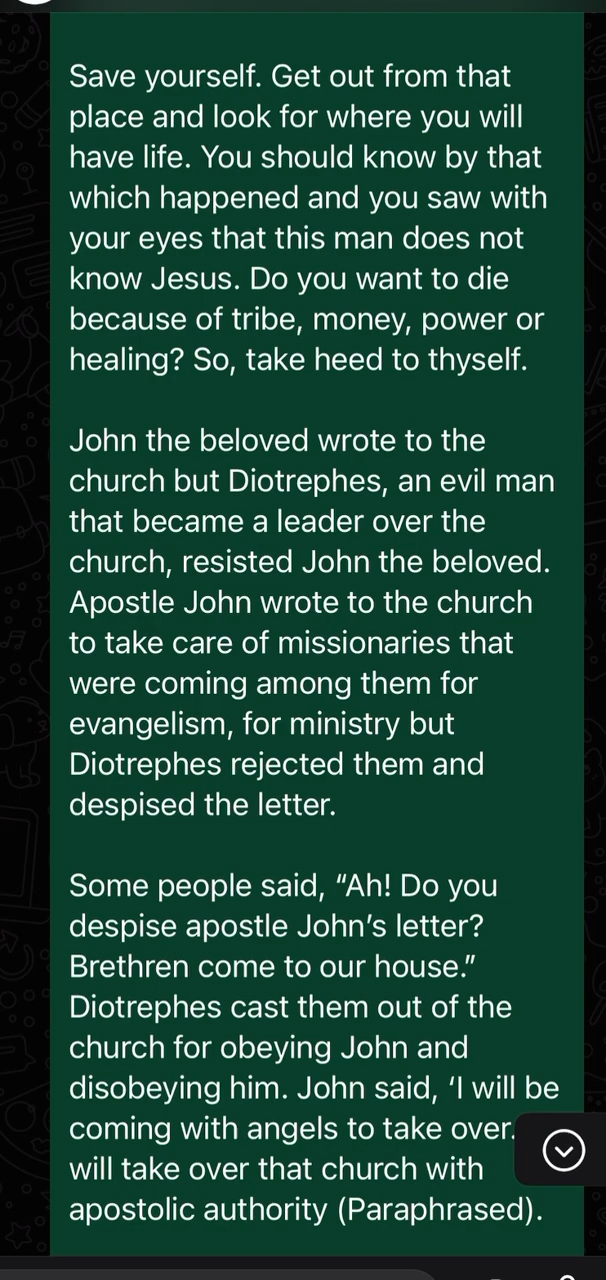 Save yourself. Get out from that
place and look for where you will
have life. You should know by that
which happened and you saw with
your eyes that this man does not
know Jesus. Do you want to die
because of tribe, money, power or
healing? So, take heed to thyself.
John the beloved wrote to the
church but Diotrephes, an evil man
that became a leader over the
church, resisted John the beloved.
Apostle John wrote to the church
to take care of missionaries that
were coming among them for
evangelism, for ministry but
Diotrephes rejected them and
despised the letter.
Some people said, “Ah! Do you
despise apostle John’s letter?
Brethren come to our house.”
Diotrephes cast them out of the
church for obeying John and
disobeying him. John said, ‘I will be
coming with angels to take over.
will take over that church with
apostolic authority (Paraphrased).